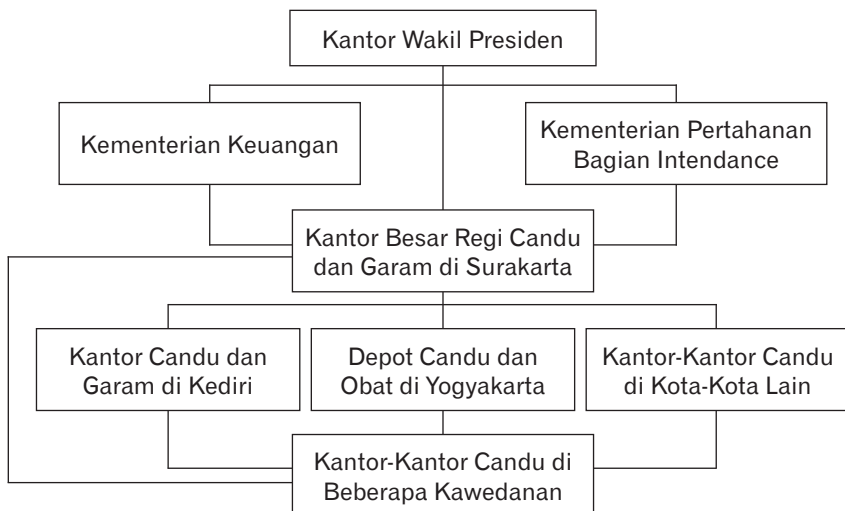 Kantor Wakil Presiden
Kementerian Keuangan
Kementerian Pertahanan
Bagian Intendance
Kantor Besar Regi Candu
dan Garam di Surakarta
Kantor Candu dan
Garam di Kediri
Depot Candu dan
Obat di Yogyakarta
Kantor-Kantor Candu
di Kota-Kota Lain
Kantor-Kantor Candu di
Beberapa Kawedanan